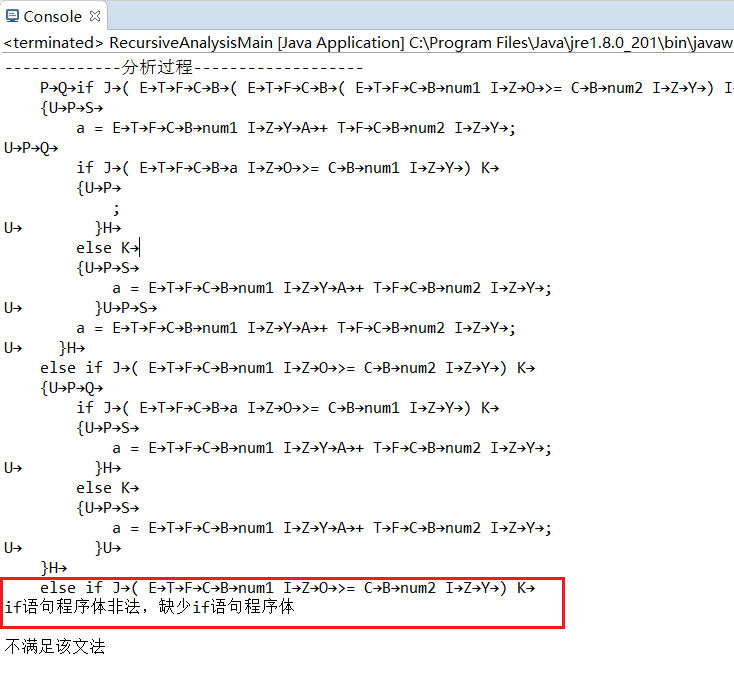 Console
<terminated> RecursiveAnalysisMain [Java Application] C:\Program Files\Java\jre1.8.0_201\bin\javaw
-------------分析过程-------------------
    P→Q→if J→( E→T→F→C→B→( E→T→F→C→B→( E→T→F→C→B→num1 I→Z→O→>= C→B→num2 I→Z→Y→) I
    {U→P→S→
        a = E→T→F→C→B→num1 I→Z→Y→A→+ T→F→C→B→num2 I→Z→Y→;
U→P→Q→
        if J→( E→T→F→C→B→a I→Z→O→>= C→B→num1 I→Z→Y→) K→
        {U→P→
            ;
U→        }H→
        else K→
        {U→P→S→
            a = E→T→F→C→B→num1 I→Z→Y→A→+ T→F→C→B→num2 I→Z→Y→;
U→        }U→P→S→
        a = E→T→F→C→B→num1 I→Z→Y→A→+ T→F→C→B→num2 I→Z→Y→;
U→    }H→
    else if J→( E→T→F→C→B→num1 I→Z→O→>= C→B→num2 I→Z→Y→) K→
    {U→P→Q→
        if J→( E→T→F→C→B→a I→Z→O→>= C→B→num1 I→Z→Y→) K→
        {U→P→S→
            a = E→T→F→C→B→num1 I→Z→Y→A→+ T→F→C→B→num2 I→Z→Y→;
U→        }H→
        else K→
        {U→P→S→
            a = E→T→F→C→B→num1 I→Z→Y→A→+ T→F→C→B→num2 I→Z→Y→;
U→        }U→
    }H→
    else if J→( E→T→F→C→B→num1 I→Z→O→>= C→B→num2 I→Z→Y→) K→
if语句程序体非法，缺少if语句程序体
不满足该文法